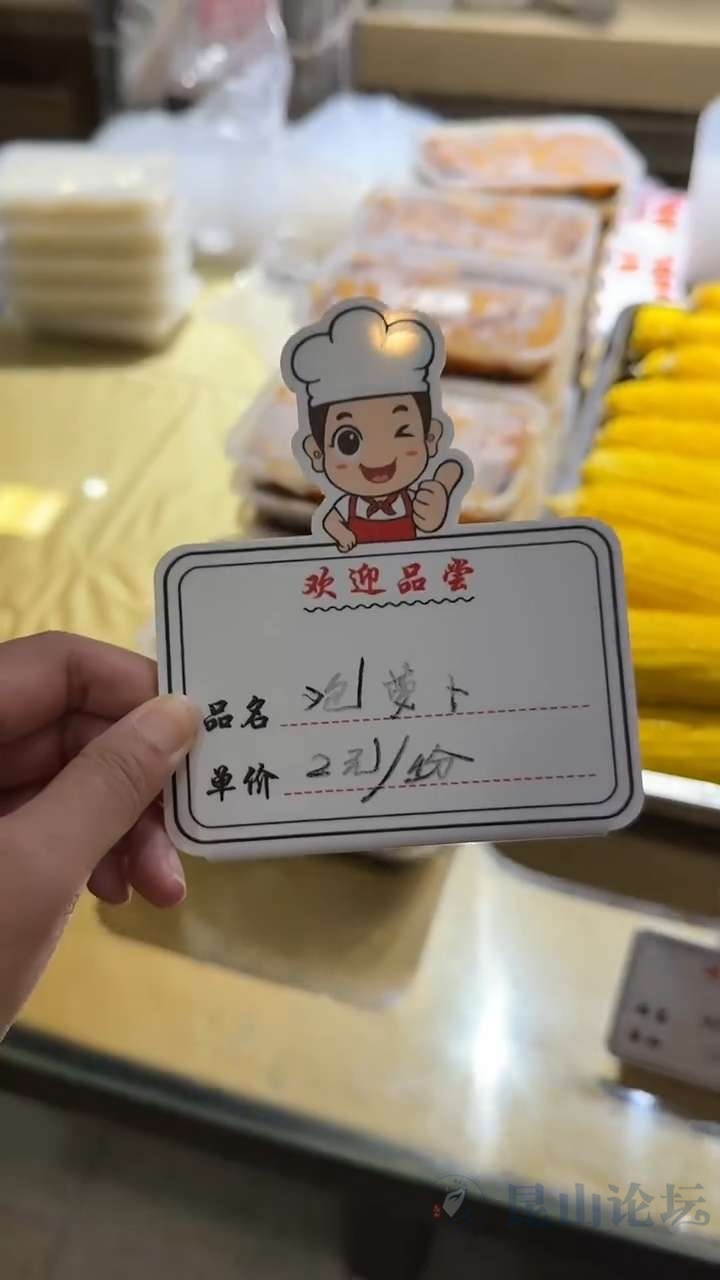 欢迎品尝
品名 泡萝卜
单价 2元/份
昆山论坛